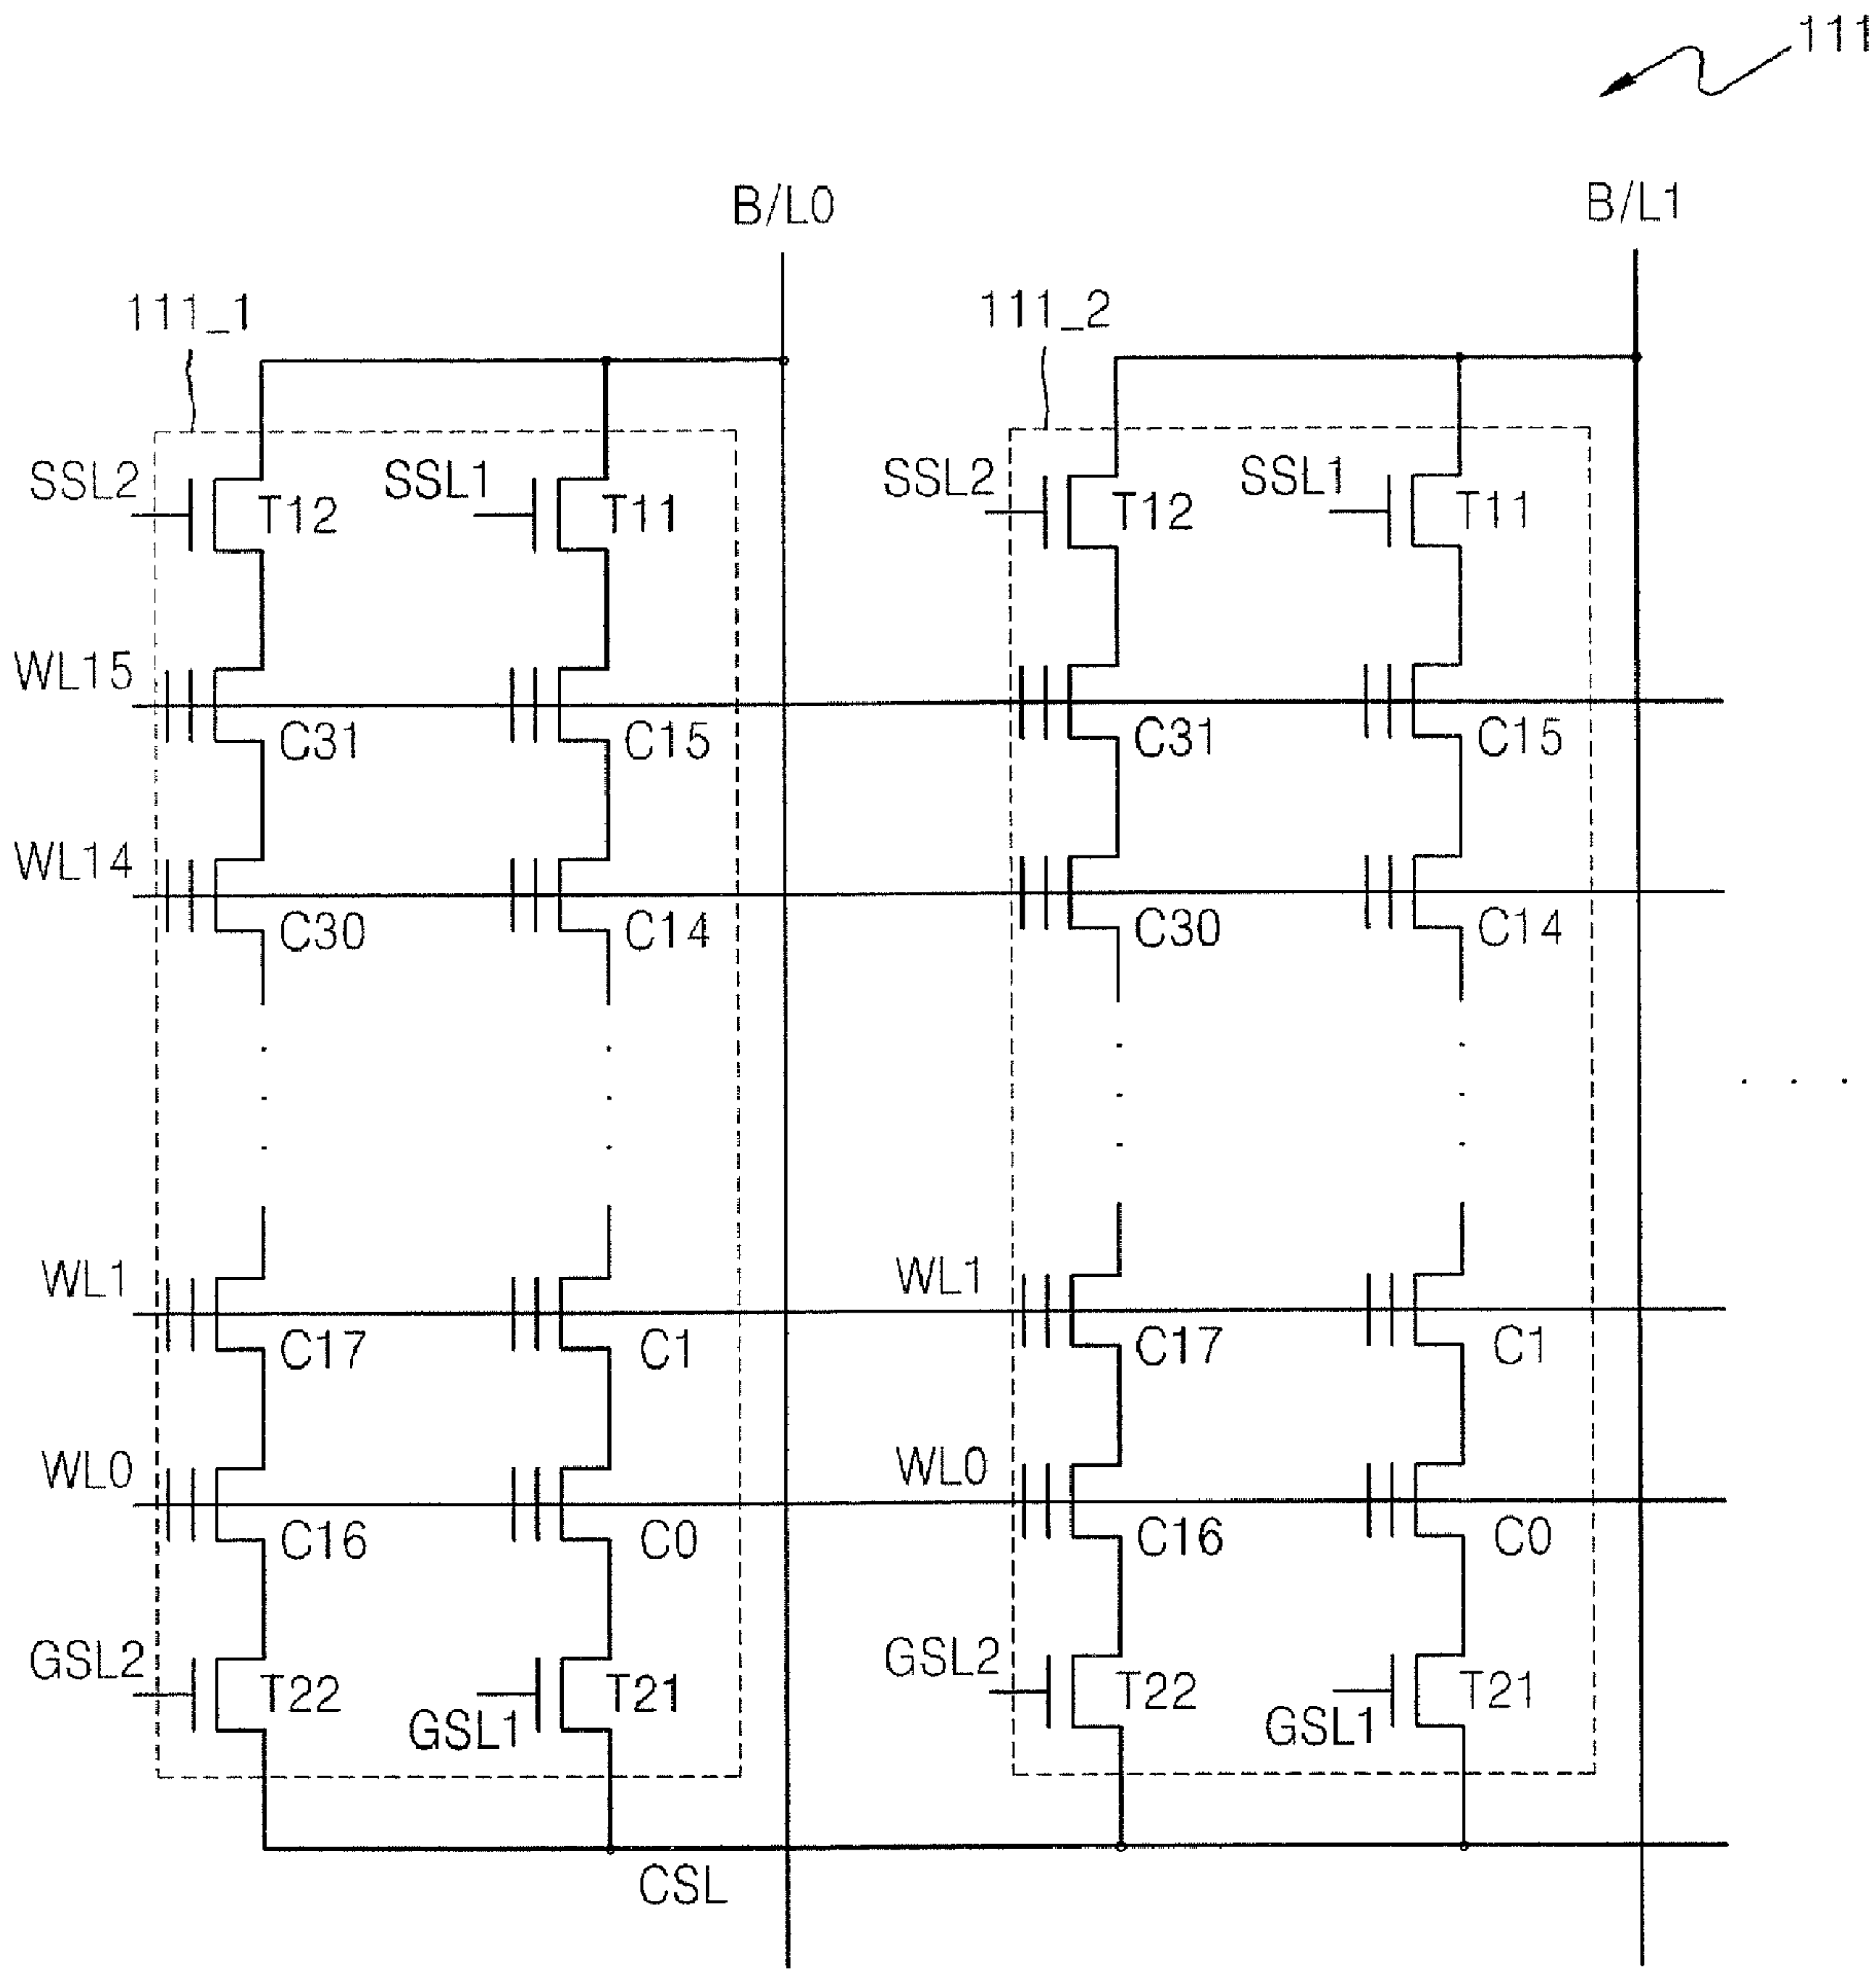 111
B/L0 B/L1
111_1 111_2
SSL2 T12 SSL1 T11 SSL2 T12 SSL1 T11
WL15
C31 C15 C31 C15
WL14
C30 C14 C30 C14
WL1 WL1
C17 C1 C17 C1
WL0 WL0
C16 C0 C16 C0
GSL2 T22 GSL1 T21 GSL2 T22 GSL1 T21
CSL